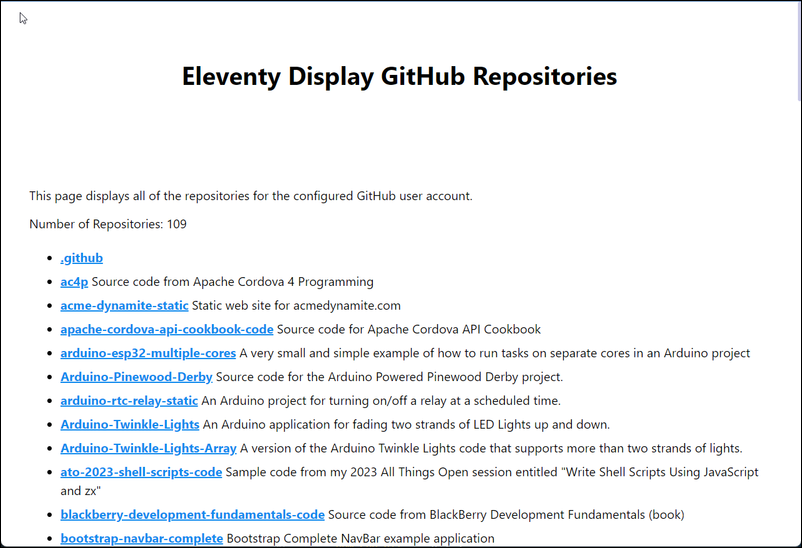 Eleventy Display GitHub Repositories
This page displays all of the repositories for the configured GitHub user account.
Number of Repositories: 109
.github
ac4p Source code from Apache Cordova 4 Programming
acme-dynamite-static Static web site for acmedynamite.com
apache-cordova-api-cookbook-code Source code for Apache Cordova API Cookbook
arduino-esp32-multiple-cores A very small and simple example of how to run tasks on separate cores in an Arduino project
Arduino-Pinewood-Derby Source code for the Arduino Powered Pinewood Derby project.
arduino-rtc-relay-static An Arduino project for turning on/off a relay at a scheduled time.
Arduino-Twinkle-Lights An Arduino application for fading two strands of LED Lights up and down.
Arduino-Twinkle-Lights-Array A version of the Arduino Twinkle Lights code that supports more than two strands of lights.
ato-2023-shell-scripts-code Sample code from my 2023 All Things Open session entitled "Write Shell Scripts Using JavaScript
and zx"
blackberry-development-fundamentals-code Source code from BlackBerry Development Fundamentals (book)
bootstrap-navbar-complete Bootstrap Complete NavBar example application